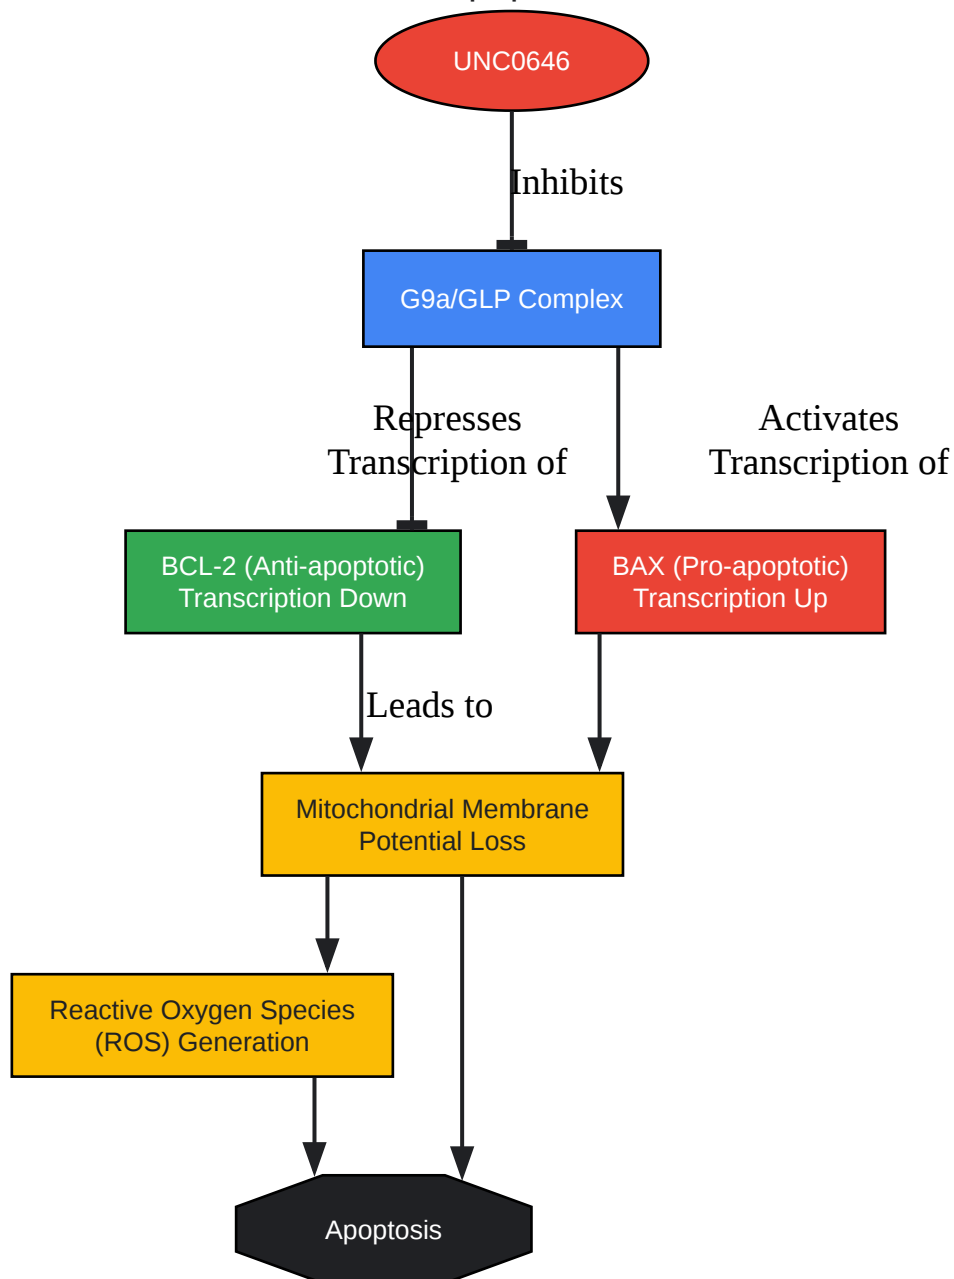 UNC0646
Inhibits
G9a/GLP Complex
Represses
Transcription of
Activates
Transcription of
BCL-2 (Anti-apoptotic)
Transcription Down
BAX (Pro-apoptotic)
Transcription Up
Leads to
Mitochondrial Membrane
Potential Loss
Reactive Oxygen Species
(ROS) Generation
Apoptosis